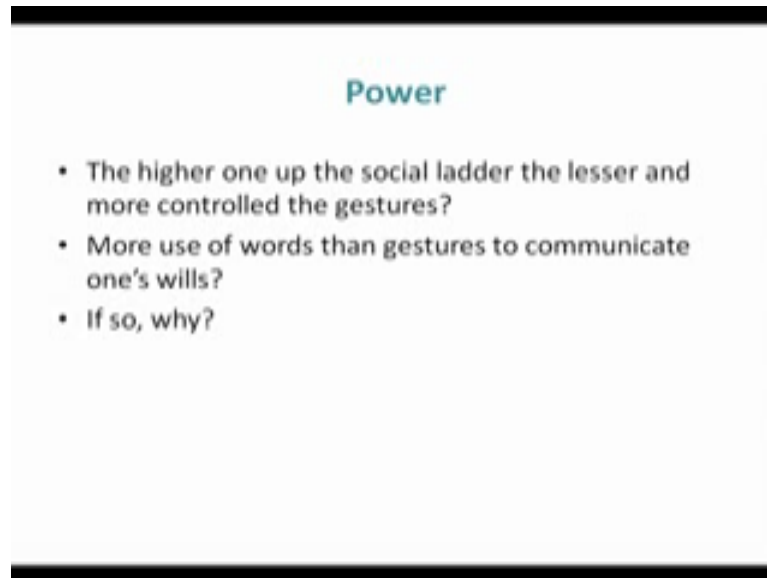 Power
• The higher one up the social ladder the lesser and
more controlled the gestures?
• More use of words than gestures to communicate
one's wills?
• If so, why?